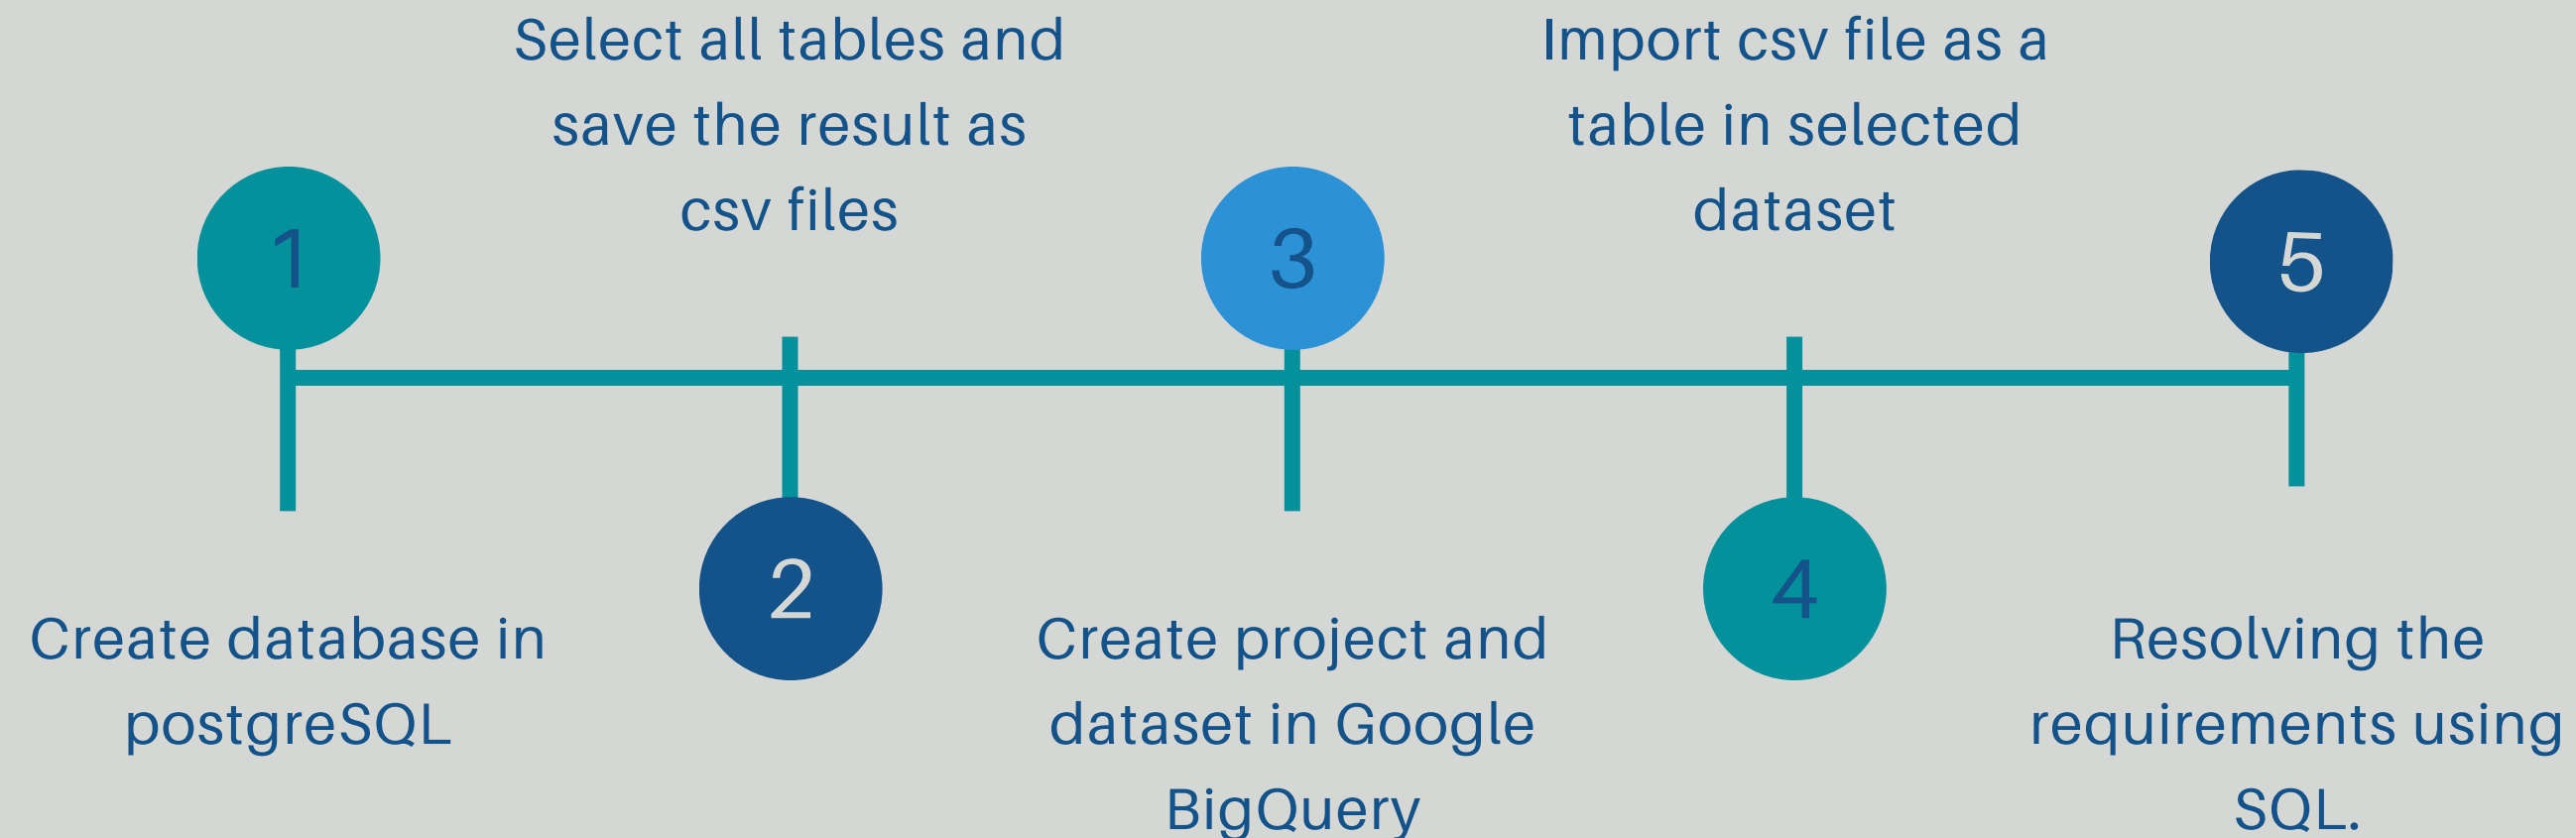 1
Create database in
postgreSQL
Select all tables and
save the result as
csv files
2
3
Create project and
dataset in Google
BigQuery
Import csv file as a
table in selected
dataset
4
5
Resolving the
requirements using
SQL.